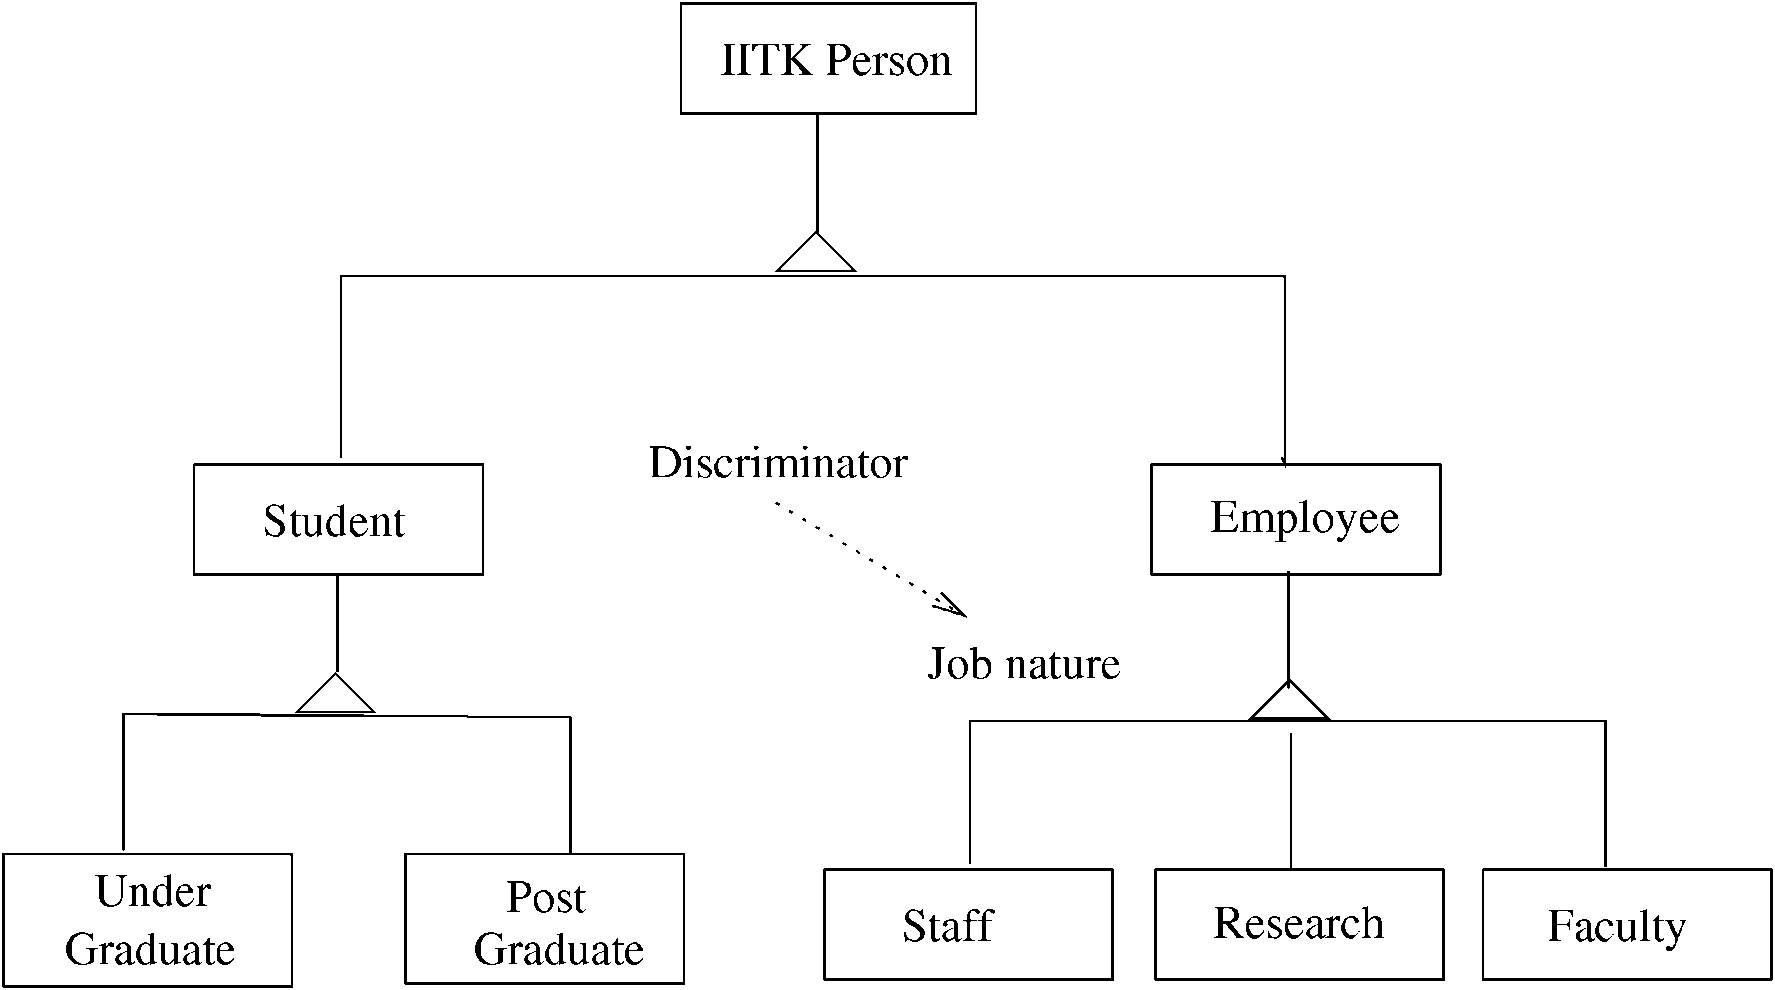 IITK Person
Discriminator
Student
Employee
Job nature
Under
Graduate
Post
Graduate
Staff
Research
Faculty